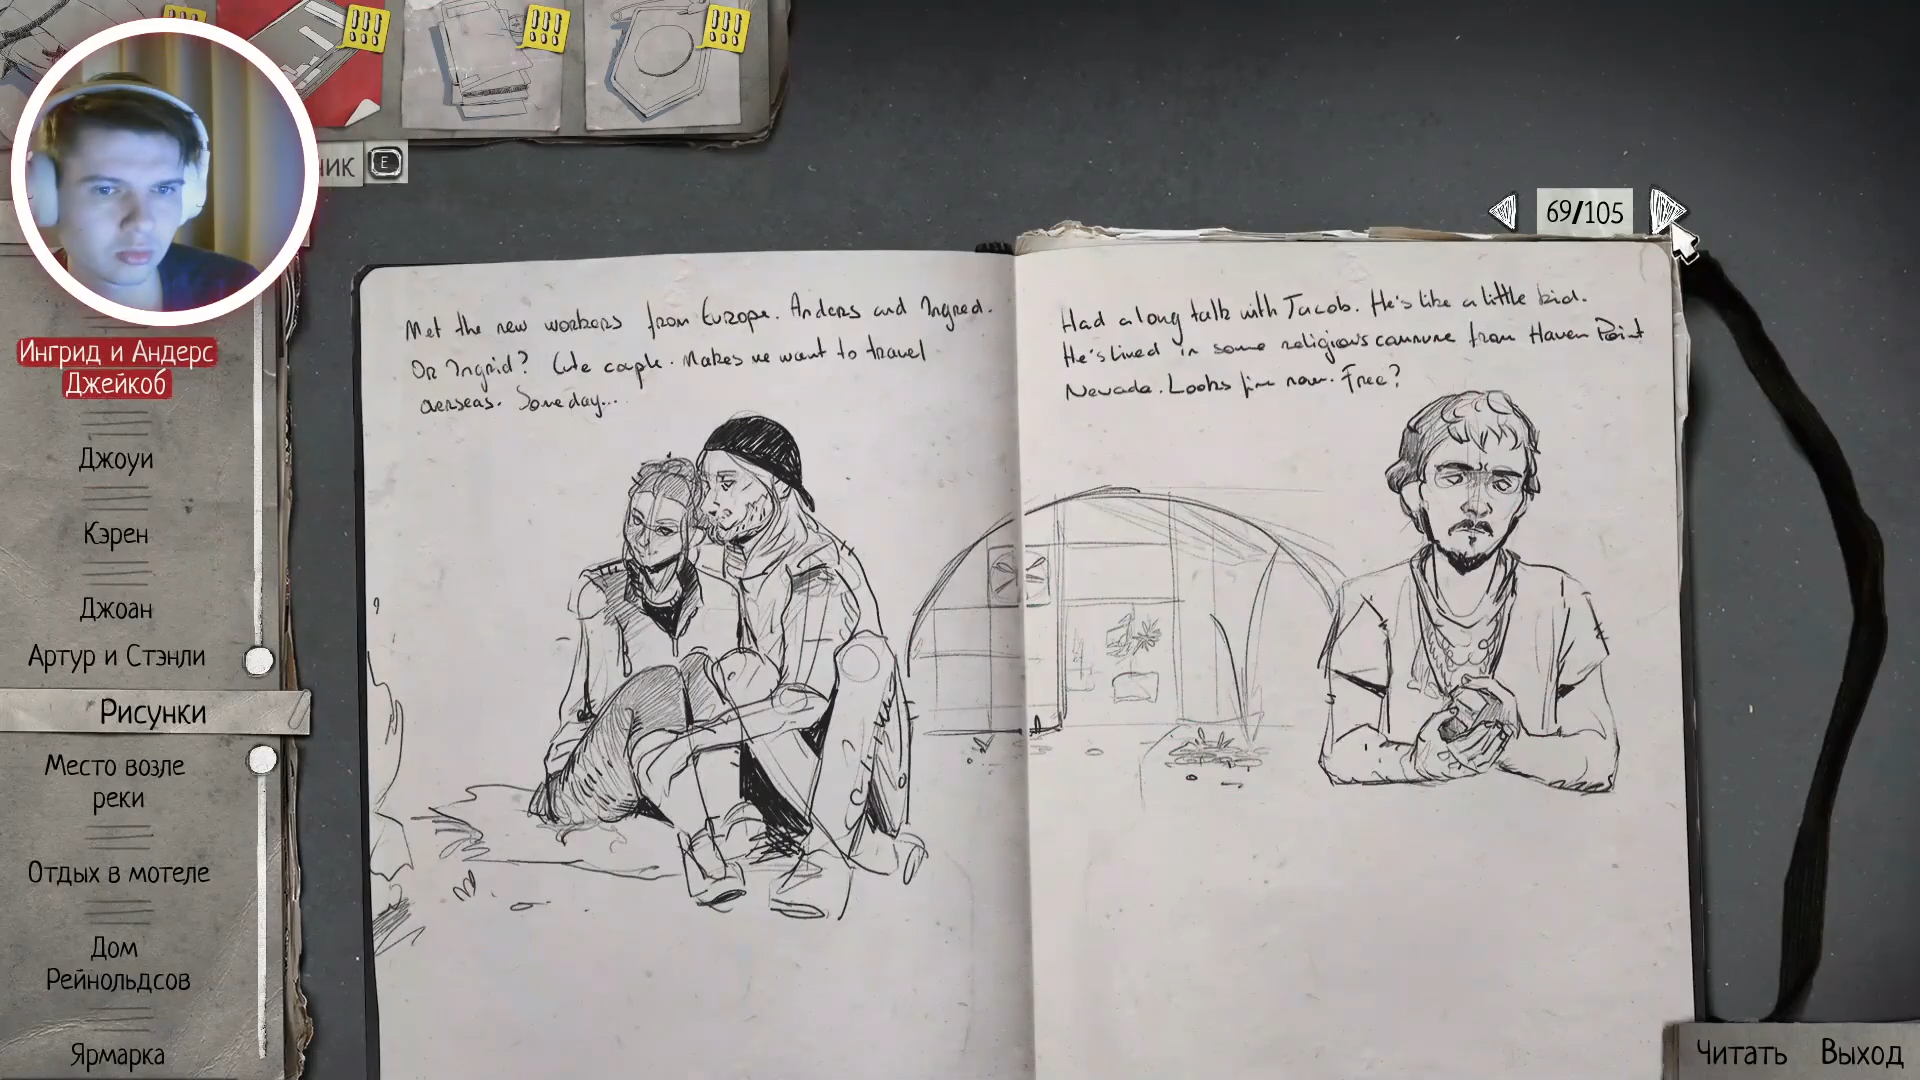 НИК E
69/105
Ингрид и Андерс
Джейкоб
Джоуи
Кэрен
Джоан
Артур и Стэнли
Рисунки
Место возле
реки
Отдых в мотеле
Дом
Рейнольдсов
Ярмарка
Met the new workers from Europe. Anders and Ingred.
Or Ingrid? Cute couple. Makes me want to travel
overseas. Someday...
Had a long talk with Jacob. He's like a little kid.
He's lived in some religious commune from Haven Point
Nevada. Looks fine now. Free?
Читать Выход